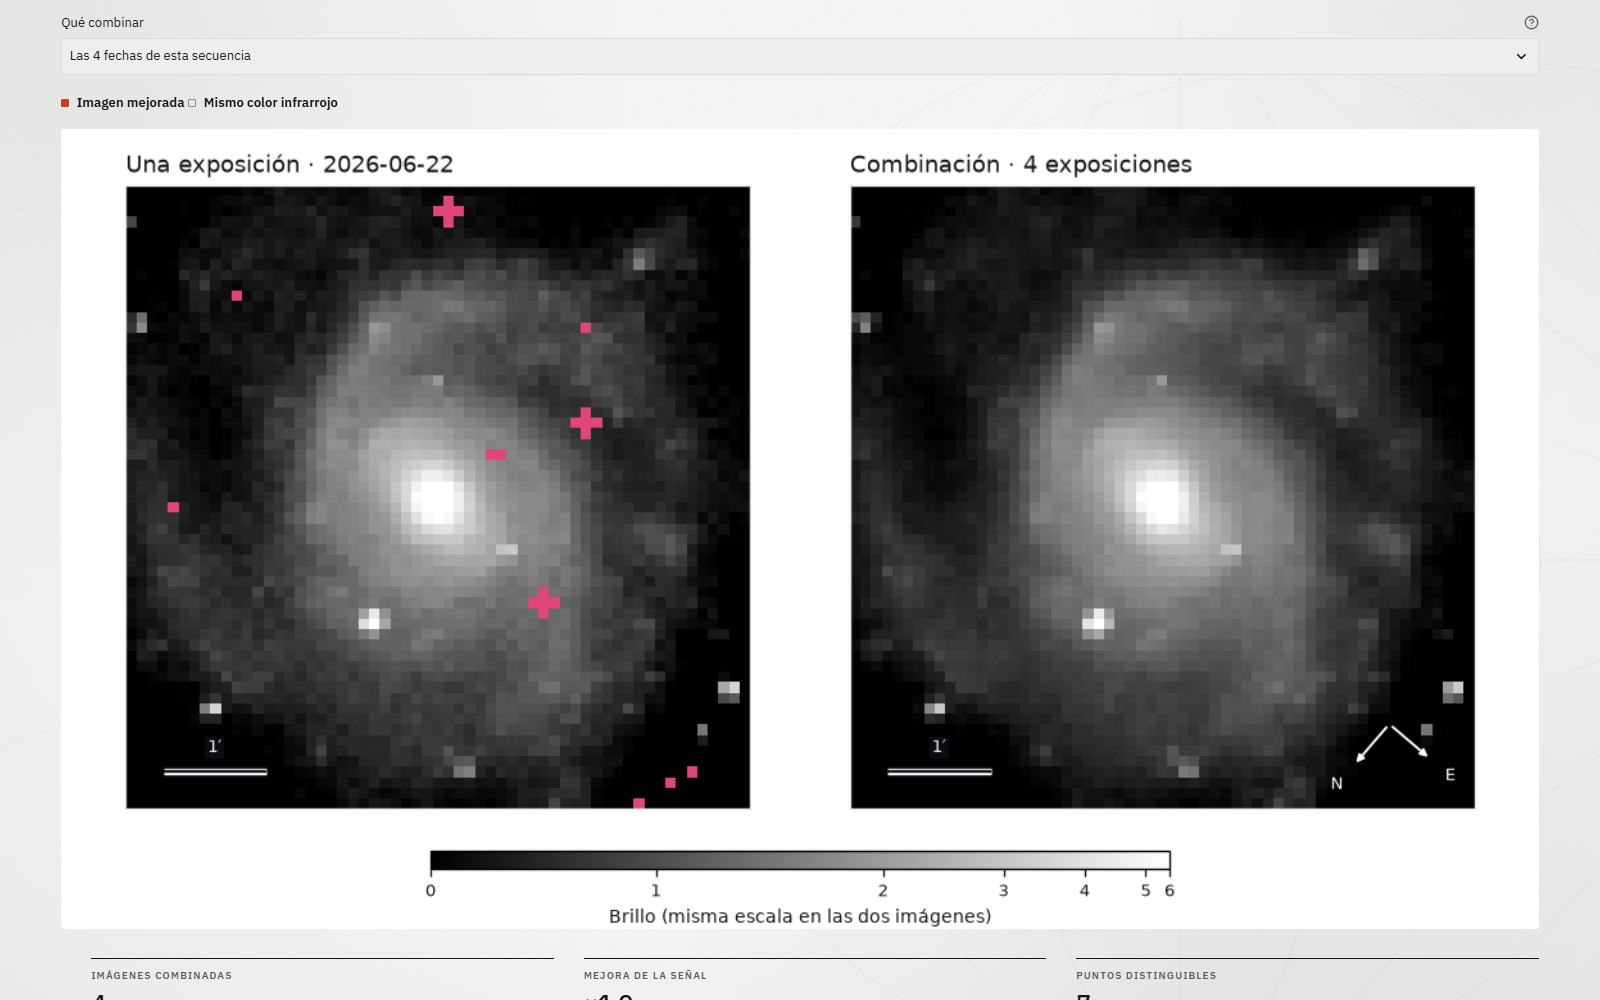 Qué combinar
Las 4 fechas de esta secuencia
Imagen mejorada Mismo color infrarrojo
Una exposición · 2026-06-22
Combinación · 4 exposiciones
1′
1′
N
E
0 1 2 3 4 5 6
Brillo (misma escala en las dos imágenes)
IMÁGENES COMBINADAS
MEJORA DE LA SEÑAL
PUNTOS DISTINGUIBLES